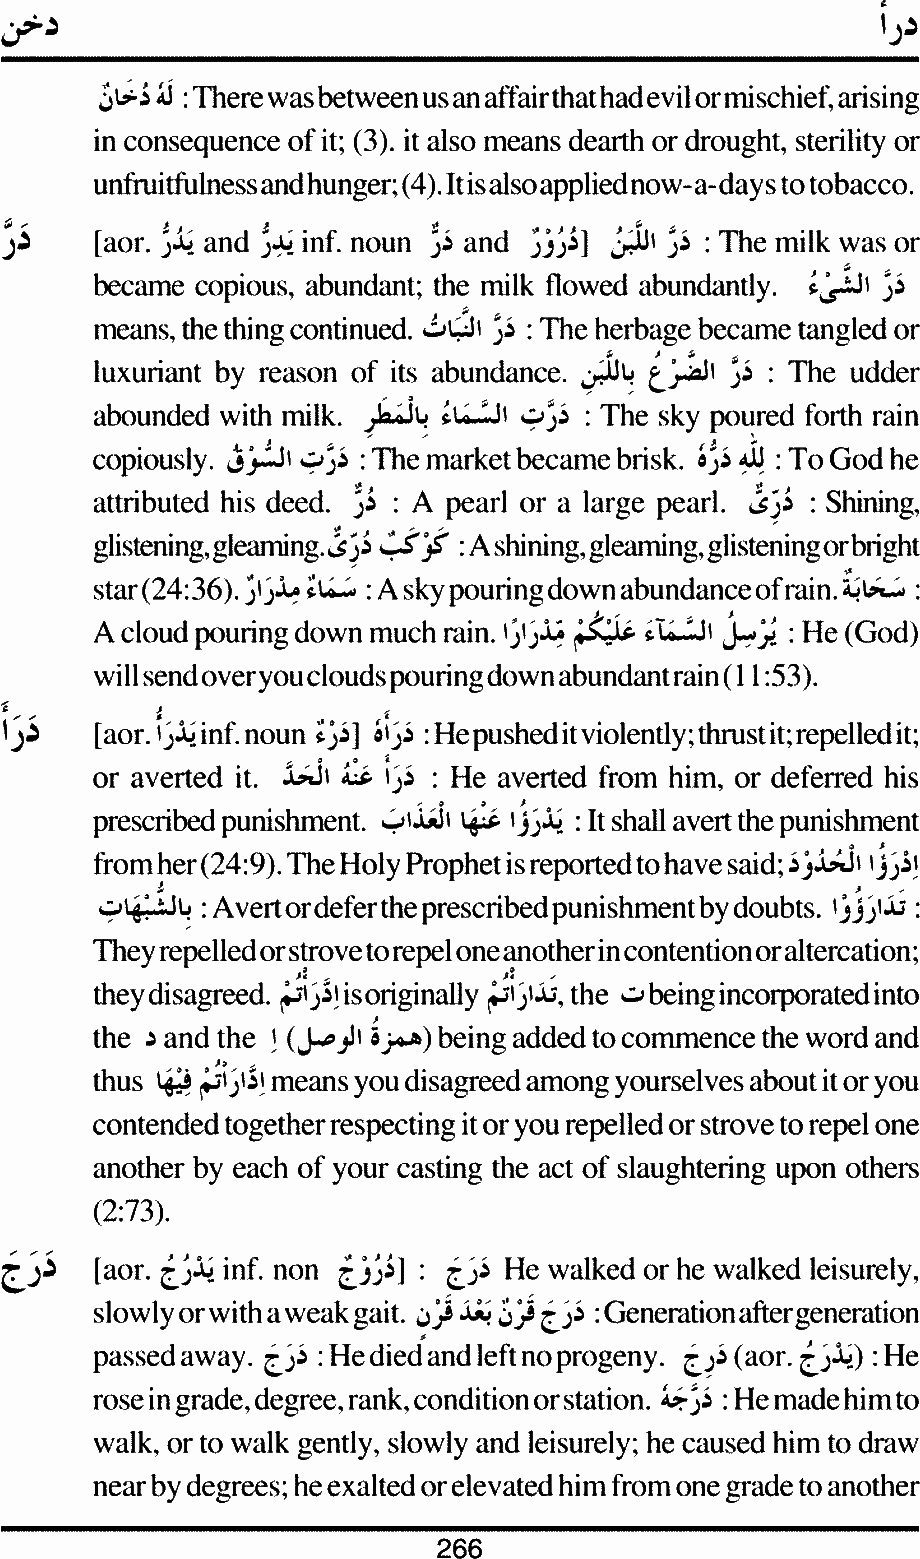 دخن درأ
لَهُ دُخَانٌ : There was between us an affair that had evil or mischief, arising
in consequence of it; (3). it also means dearth or drought, sterility or
unfruitfulness and hunger; (4). It is also applied now-a-days to tobacco.
دَرَّ [aor. يَدُرُّ and يَدِرُّ inf. noun دَرٌّ and دُرُوْرٌ] دَرَّ اللَّبَنُ : The milk was or
became copious, abundant; the milk flowed abundantly. دَرَّ الشَّيْءُ
means, the thing continued. دَرَّ النَّبَاتُ : The herbage became tangled or
luxuriant by reason of its abundance. دَرَّ الضَّرْعُ بِاللَّبَنِ : The udder
abounded with milk. دَرَّتِ السَّمَاءُ بِالْمَطَرِ : The sky poured forth rain
copiously. دَرَّتِ السُّوْقُ : The market became brisk. لِلّٰهِ دَرُّهُ : To God he
attributed his deed. دُرٌّ : A pearl or a large pearl. دُرِّىٌّ : Shining,
glistening, gleaming. كَوْكَبٌ دُرِّىٌّ : A shining, gleaming, glistening or bright
star (24:36). سَمَاءٌ مِدْرَارٌ : A sky pouring down abundance of rain. سَحَابَةٌ :
A cloud pouring down much rain. يُرْسِلُ السَّمَآءَ عَلَيْكُمْ مِّدْرَارًا : He (God)
will send over you clouds pouring down abundant rain (11:53).
دَرَأَ [aor. يَدْرَأُ inf. noun دَرْءٌ] دَرَأَهُ : He pushed it violently; thrust it; repelled it;
or averted it. دَرَأَ عَنْهُ الْحَدَّ : He averted from him, or deferred his
prescribed punishment. يَدْرَؤُا عَنْهَا الْعَذَابَ : It shall avert the punishment
from her (24:9). The Holy Prophet is reported to have said; اِدْرَؤُا الْحُدُوْدَ
بِالشُّبْهَاتِ : Avert or defer the prescribed punishment by doubts. تَدَارَؤُوْا :
They repelled or strove to repel one another in contention or altercation;
they disagreed. اِدَّرَأْتُمْ is originally تَدَارَأْتُمْ, the ت being incorporated into
the د and the اِ (همزةُ الوصل) being added to commence the word and
thus اِدَّارَأْتُمْ فِيْهَا means you disagreed among yourselves about it or you
contended together respecting it or you repelled or strove to repel one
another by each of your casting the act of slaughtering upon others
(2:73).
دَرَجَ [aor. يَدْرُجُ inf. non دُرُوْجٌ] : دَرَجَ He walked or he walked leisurely,
slowly or with a weak gait. دَرَجَ قَرْنٌ بَعْدَ قَرْنٍ : Generation after generation
passed away. دَرَجَ : He died and left no progeny. دَرِجَ (aor. يَدْرَجُ) : He
rose in grade, degree, rank, condition or station. دَرَّجَهُ : He made him to
walk, or to walk gently, slowly and leisurely; he caused him to draw
near by degrees; he exalted or elevated him from one grade to another
266